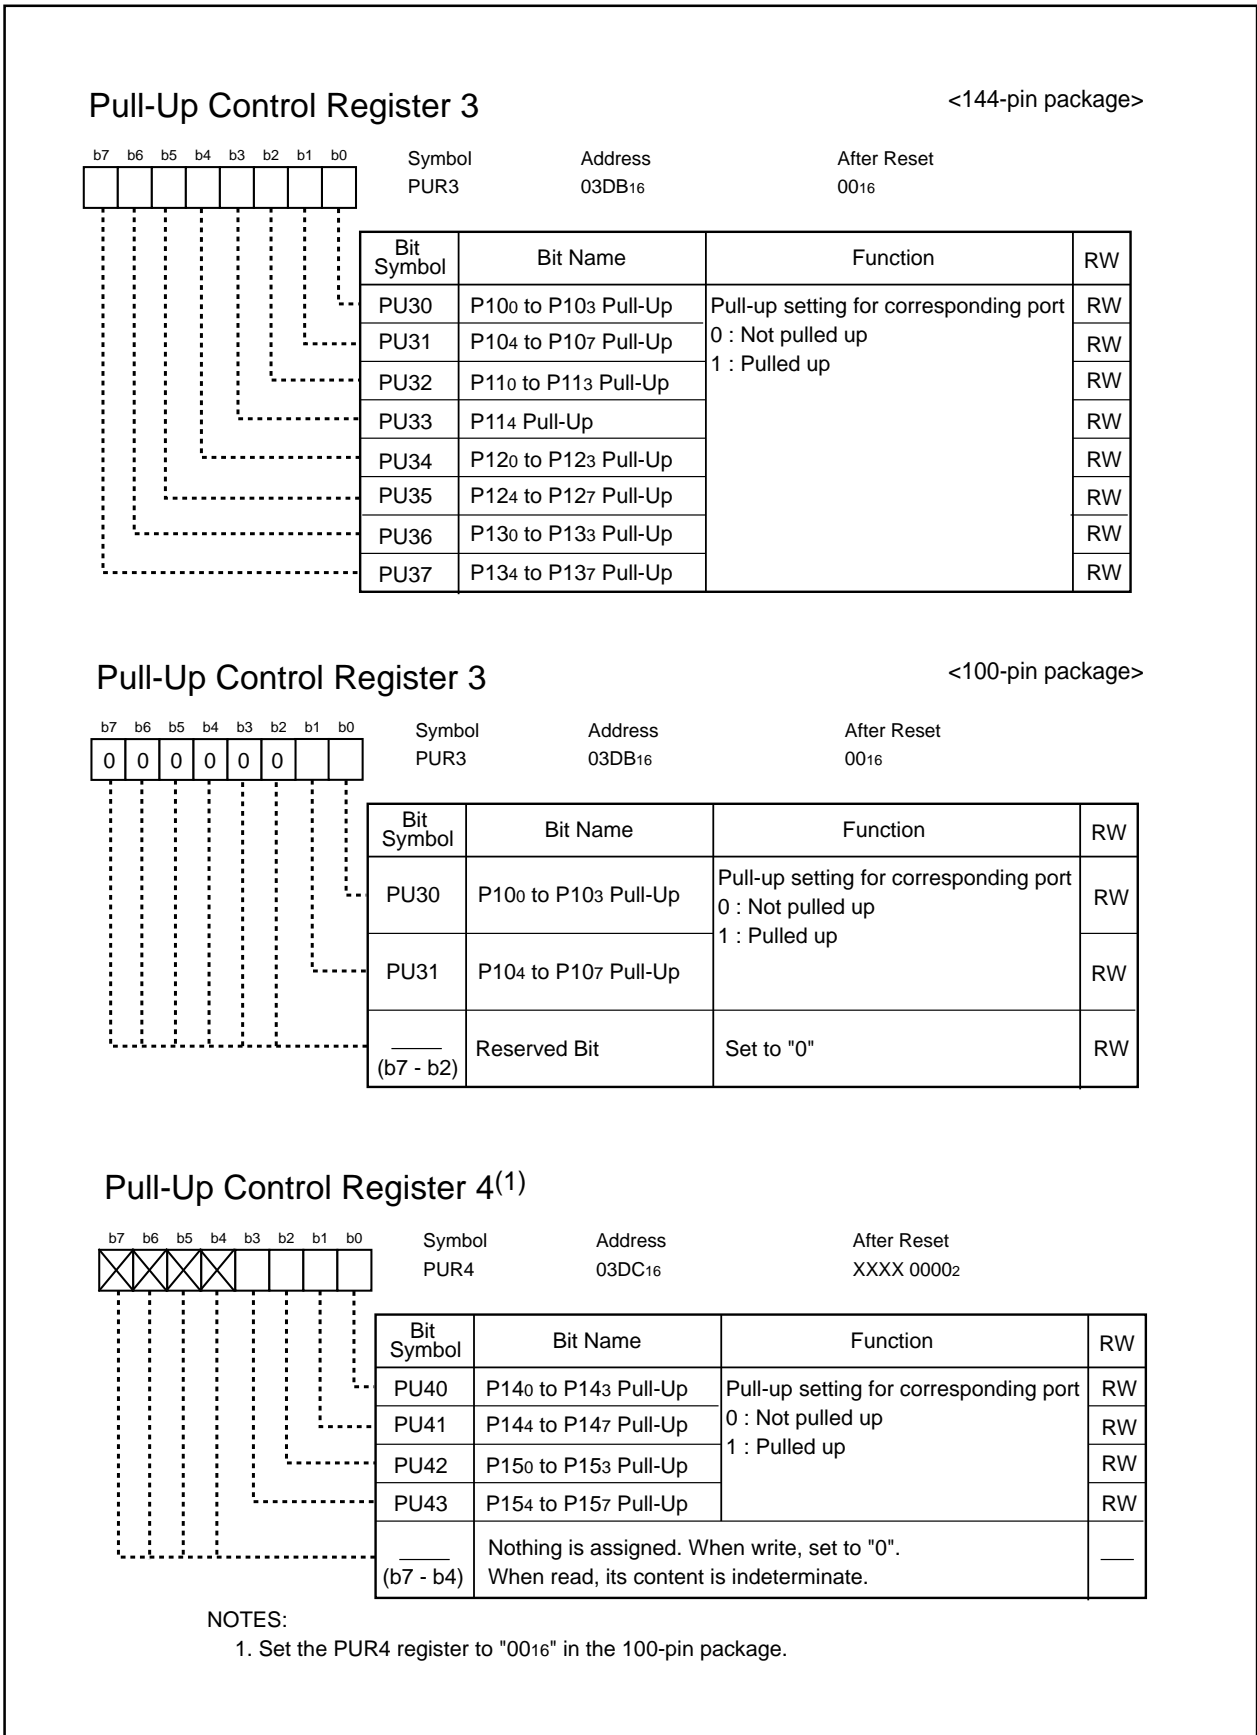 Pull-Up Control Register 3 <144-pin package>
b7 b6 b5 b4 b3 b2 b1 b0
Symbol Address After Reset
PUR3 03DB16 0016
Bit Symbol Bit Name Function RW
PU30 P100 to P103 Pull-Up Pull-up setting for corresponding port RW
0 : Not pulled up
PU31 P104 to P107 Pull-Up RW
1 : Pulled up
PU32 P110 to P113 Pull-Up RW
PU33 P114 Pull-Up RW
PU34 P120 to P123 Pull-Up RW
PU35 P124 to P127 Pull-Up RW
PU36 P130 to P133 Pull-Up RW
PU37 P134 to P137 Pull-Up RW
Pull-Up Control Register 3 <100-pin package>
b7 b6 b5 b4 b3 b2 b1 b0
0 0 0 0 0 0
Symbol Address After Reset
PUR3 03DB16 0016
Bit Symbol Bit Name Function RW
PU30 P100 to P103 Pull-Up Pull-up setting for corresponding port RW
0 : Not pulled up
1 : Pulled up
PU31 P104 to P107 Pull-Up RW
(b7 - b2) Reserved Bit Set to "0" RW
Pull-Up Control Register 4(1)
b7 b6 b5 b4 b3 b2 b1 b0
Symbol Address After Reset
PUR4 03DC16 XXXX 00002
Bit Symbol Bit Name Function RW
PU40 P140 to P143 Pull-Up Pull-up setting for corresponding port RW
0 : Not pulled up
PU41 P144 to P147 Pull-Up RW
1 : Pulled up
PU42 P150 to P153 Pull-Up RW
PU43 P154 to P157 Pull-Up RW
Nothing is assigned. When write, set to "0".
(b7 - b4) When read, its content is indeterminate.
NOTES:
1. Set the PUR4 register to "0016" in the 100-pin package.